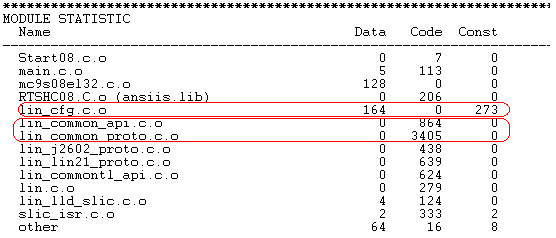 ****************************************************************************
MODULE STATISTIC
Name Data Code Const
----------------------------------------------------------------------------
Start08.c.o 0 7 0
main.c.o 5 113 0
mc9s08el32.c.o 128 0 0
RTSHC08.C.o (ansiis.lib) 0 206 0
lin_cfg.c.o 164 0 273
lin_common_api.c.o 0 864 0
lin_common_proto.c.o 0 3405 0
lin_j2602_proto.c.o 0 438 0
lin_lin21_proto.c.o 0 639 0
lin_commontl_api.c.o 0 624 0
lin.c.o 0 279 0
lin_lld_slic.c.o 4 124 0
slic_isr.c.o 2 333 2
other 64 16 8